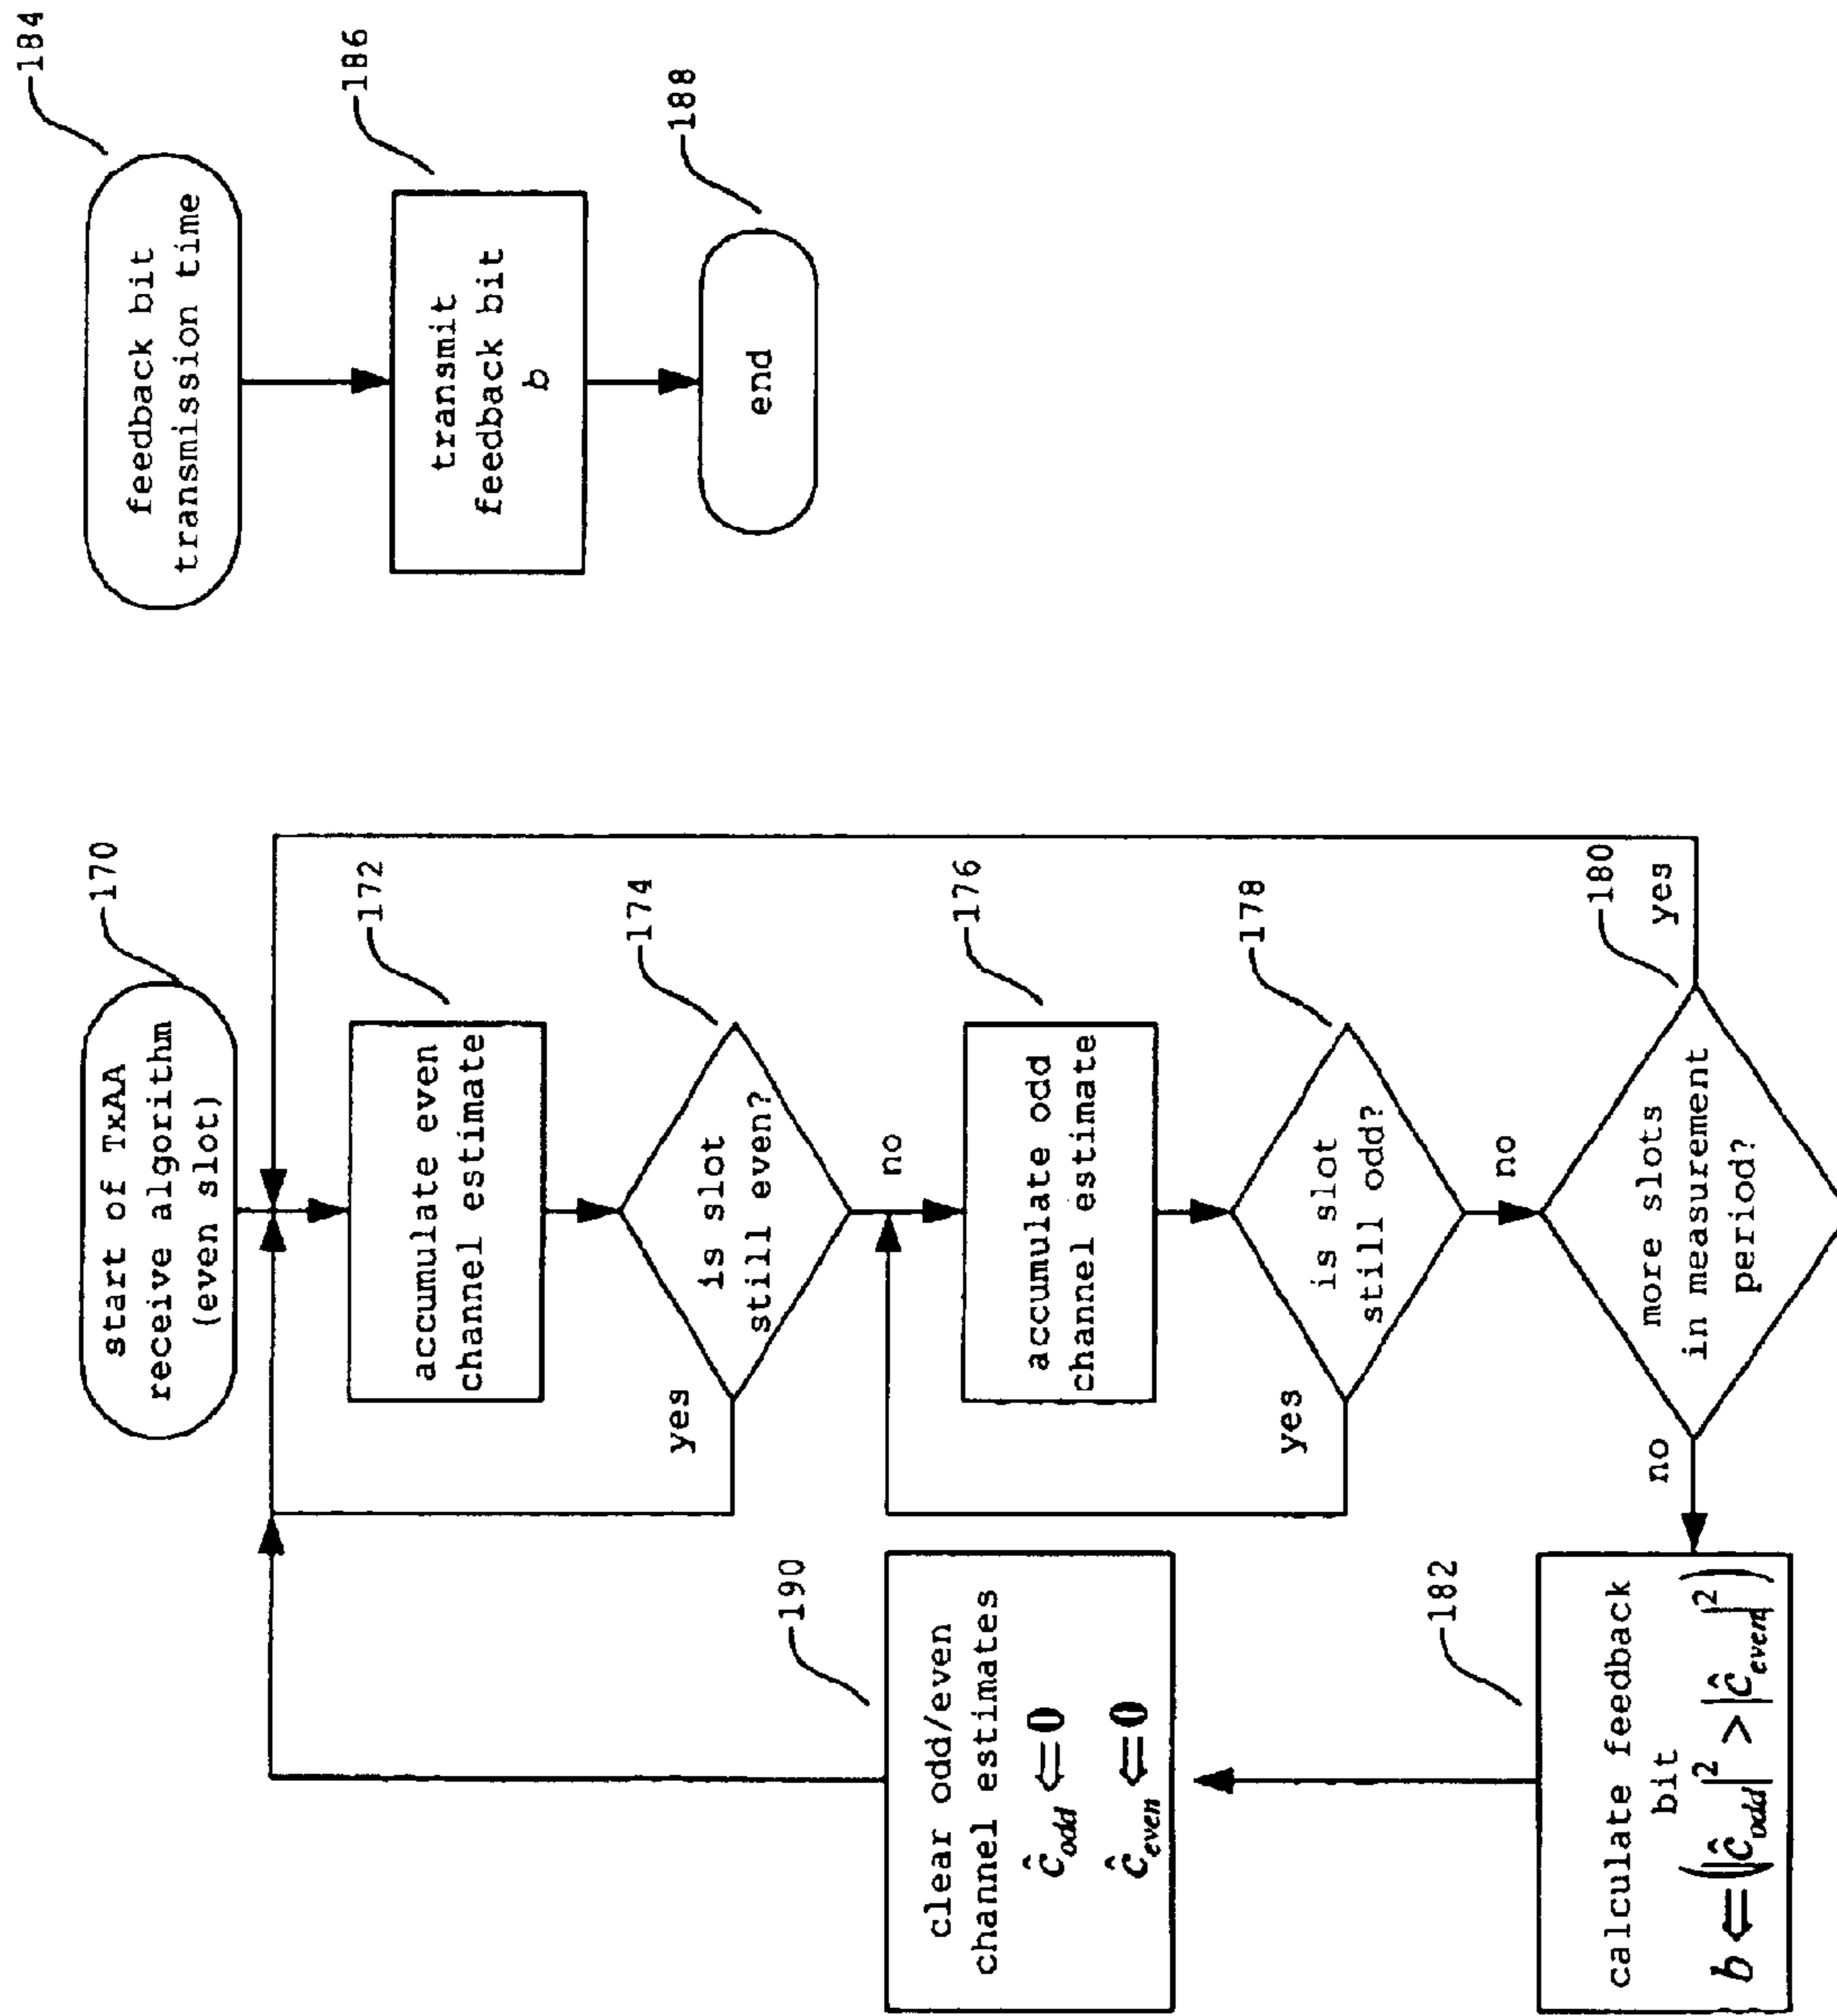 start of TxAA
receive algorithm
(even slot)
170
accumulate even
channel estimate
172
is slot
still even?
174
yes
no
accumulate odd
channel estimate
176
is slot
still odd?
178
yes
no
more slots
in measurement
period?
180
yes
no
calculate feedback
bit
b ⇐ (|ĉ_odd|² > |ĉ_even|²)
182
clear odd/even
channel estimates
ĉ_odd ⇐ 0
ĉ_even ⇐ 0
190
feedback bit
transmission time
184
transmit
feedback bit
b
186
end
188